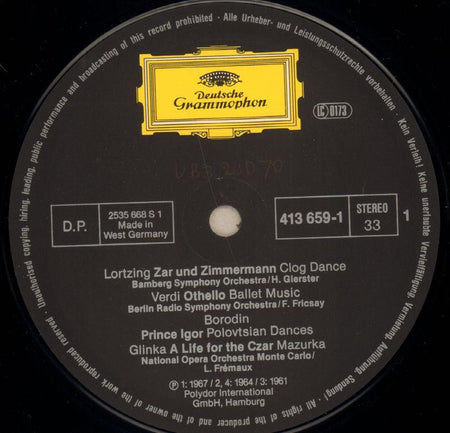 Unauthorised copying, hiring, lending, public performance and broadcasting of this record prohibited · Alle Urheber- und Leistungsschutzrechte vorbehalten · Kein Verleih! Keine unerlaubte Vervielfältigung, Vermietung, Aufführung, Sendung! · All rights of the producer and of the owner of the work reproduced reserved ·
Deutsche
Grammophon
LC 0173
D.P.
2535 668 S 1
Made in
West Germany
413 659-1
STEREO
33
1
Lortzing Zar und Zimmermann Clog Dance
Bamberg Symphony Orchestra/H. Gierster
Verdi Othello Ballet Music
Berlin Radio Symphony Orchestra/F. Fricsay
Borodin
Prince Igor Polovtsian Dances
Glinka A Life for the Czar Mazurka
National Opera Orchestra Monte Carlo/
L. Frémaux
Ⓟ 1: 1967/2, 4: 1964/3: 1961
Polydor International
GmbH, Hamburg